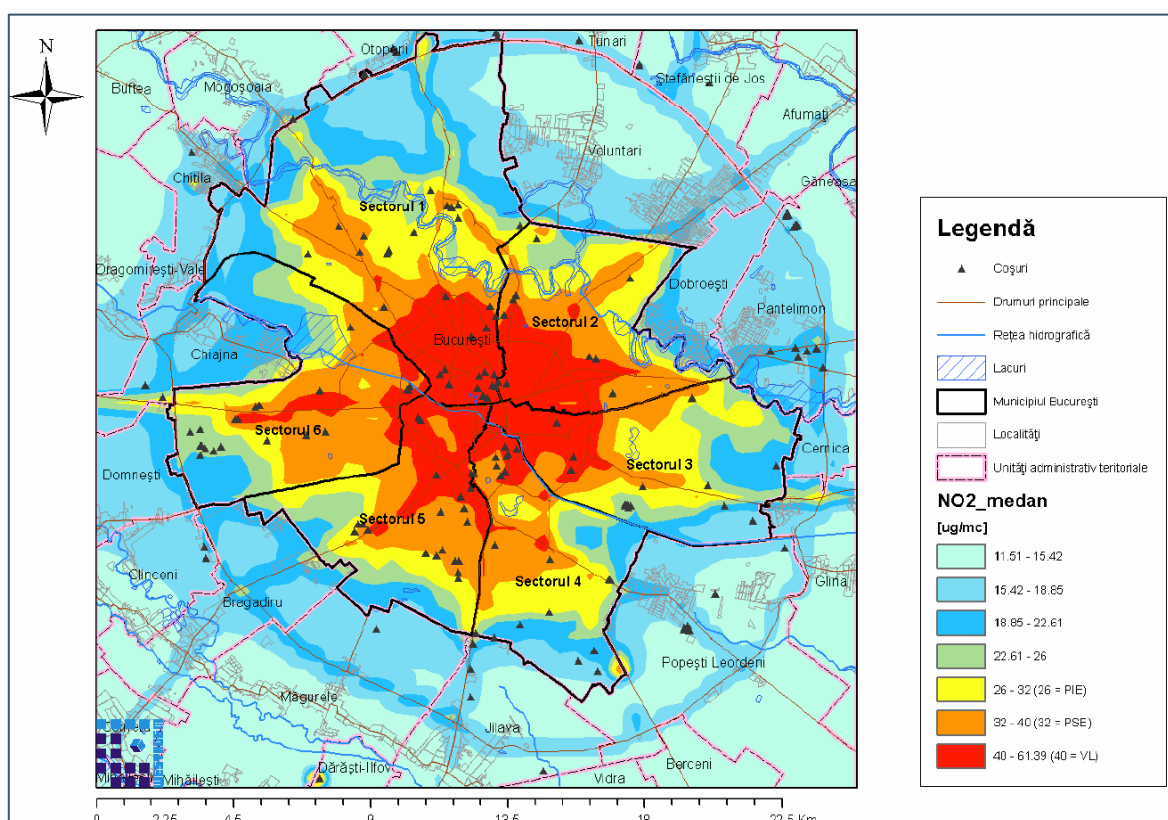 N
Otopeni
Tunari
Ștefăneștii de Jos
Buftea
Mogoșoaia
Afumați
Voluntari
Chitila
Găneasa
Sectorul 1
Dragomirești-Vale
Dobroești
Pantelimon
Sectorul 2
București
Chiajna
Sectorul 6
Cernica
Domnești
Sectorul 3
Sectorul 5
Clinceni
Sectorul 4
Glina
Bragadiru
Popești Leordeni
Măgurele
Jilava
Berceni
Dărăști-Ilfov
Vidra
Mihăilești
0 2.25 4.5 9 13.5 18 22.5 Km
Legendă
Coșuri
Drumuri principale
Rețea hidrografică
Lacuri
Municipiul București
Localități
Unități administrativ teritoriale
NO2_medan
[ug/mc]
11.51 - 15.42
15.42 - 18.85
18.85 - 22.61
22.61 - 26
26 - 32 (26 = PIE)
32 - 40 (32 = PSE)
40 - 61.39 (40 = VL)